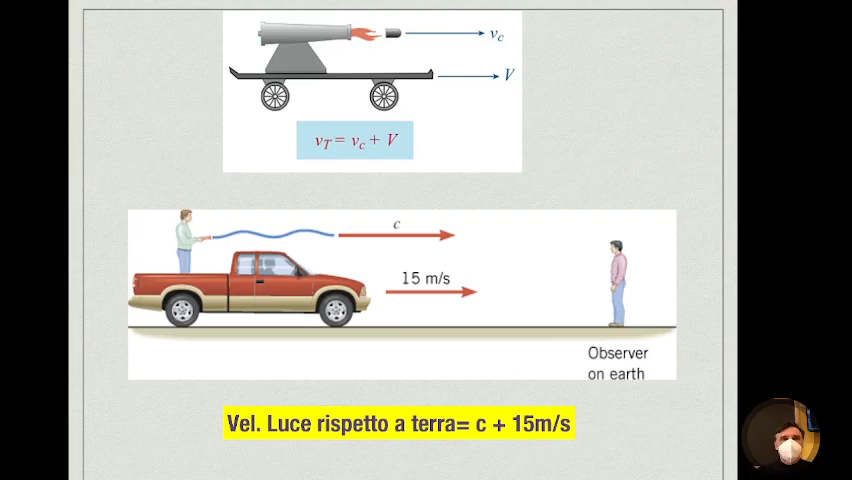 v_c
V
v_T = v_c + V
c
15 m/s
Observer
on earth
Vel. Luce rispetto a terra= c + 15m/s